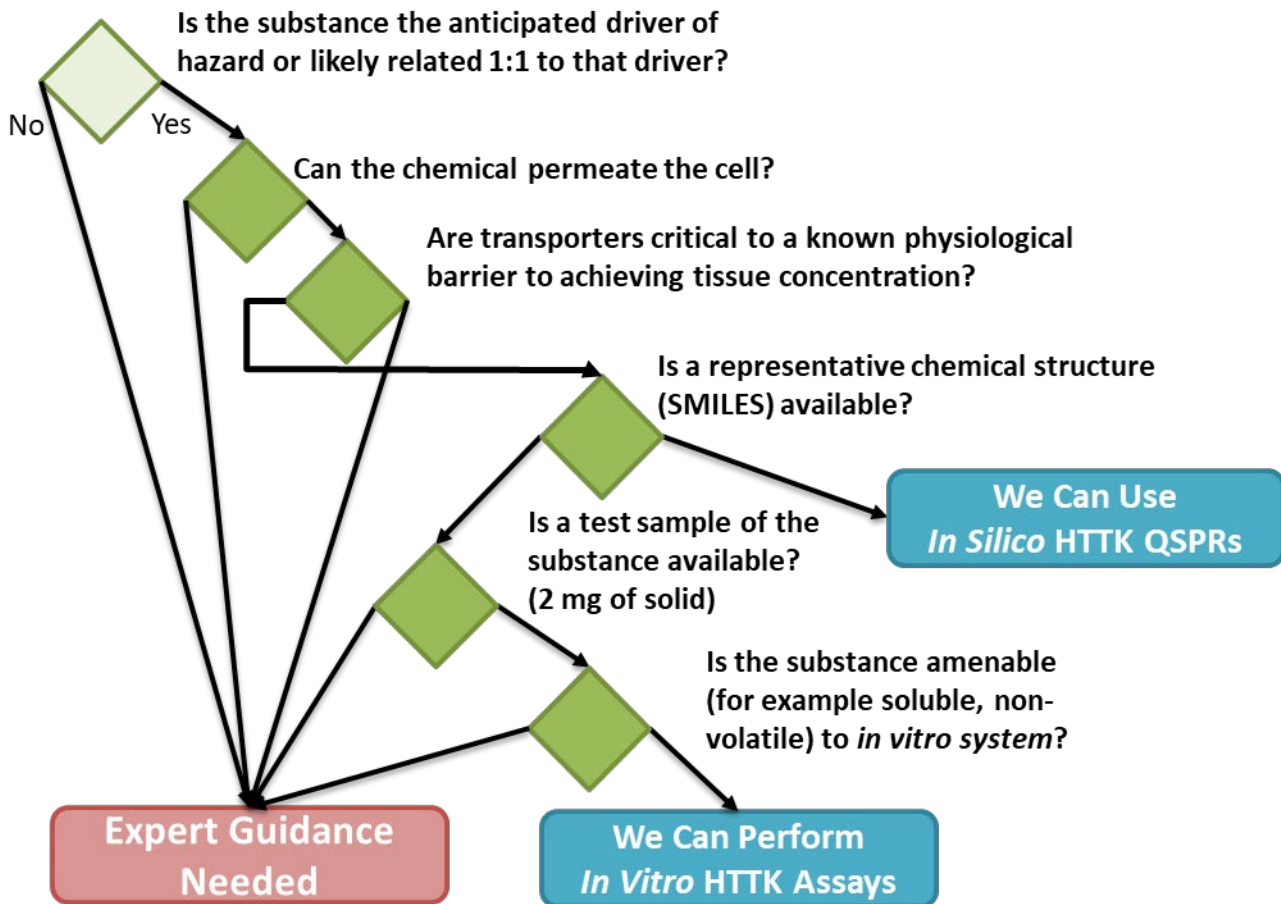 Is the substance the anticipated driver of
hazard or likely related 1:1 to that driver?
No
Yes
Can the chemical permeate the cell?
Are transporters critical to a known physiological
barrier to achieving tissue concentration?
Is a representative chemical structure
(SMILES) available?
We Can Use
In Silico HTTK QSPRs
Is a test sample of the
substance available?
(2 mg of solid)
Is the substance amenable
(for example soluble, non-
volatile) to in vitro system?
Expert Guidance
Needed
We Can Perform
In Vitro HTTK Assays